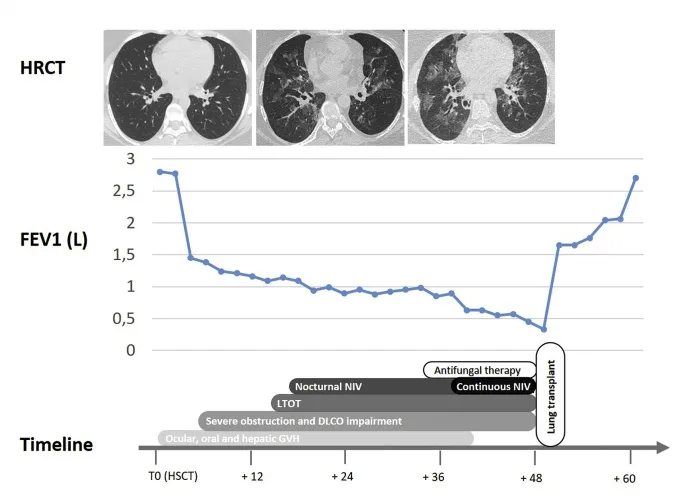 HRCT
FEV1 (L)
3
2,5
2
1,5
1
0,5
0
Antifungal therapy
Nocturnal NIV
Continuous NIV
LTOT
Severe obstruction and DLCO impairment
Ocular, oral and hepatic GVH
Lung transplant
Timeline
T0 (HSCT)
+ 12
+ 24
+ 36
+ 48
+ 60